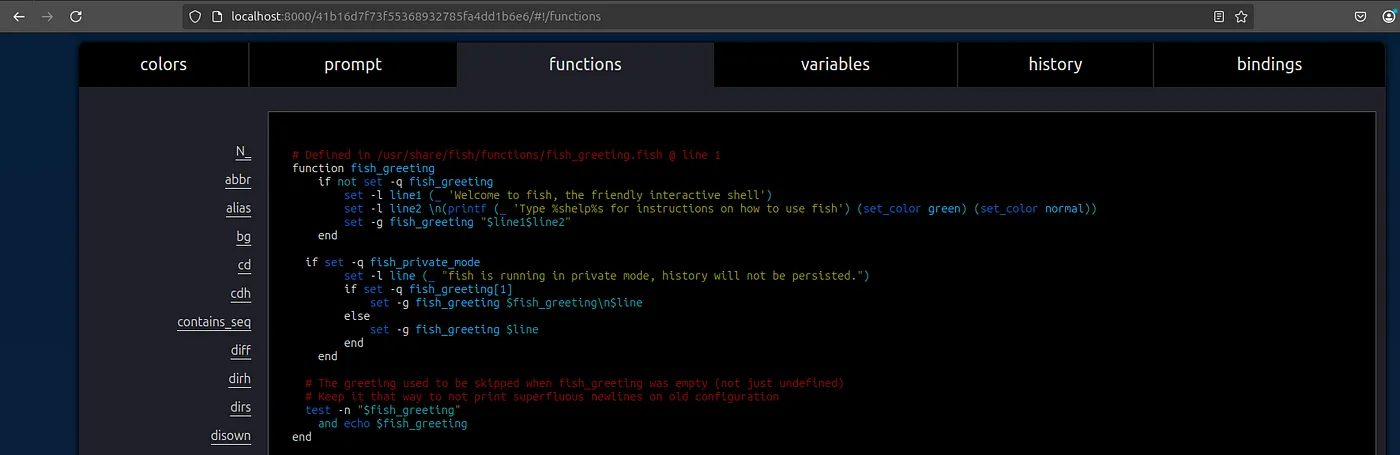 localhost:8000/41b16d7f73f55368932785fa4dd1b6e6/#!/functions
colors prompt functions variables history bindings
N_
abbr
alias
bg
cd
cdh
contains_seq
diff
dirh
dirs
disown
# Defined in /usr/share/fish/functions/fish_greeting.fish @ line 1
function fish_greeting
    if not set -q fish_greeting
        set -l line1 (_ 'Welcome to fish, the friendly interactive shell')
        set -l line2 \n(printf (_ 'Type %shelp%s for instructions on how to use fish') (set_color green) (set_color normal))
        set -g fish_greeting "$line1$line2"
    end
  if set -q fish_private_mode
        set -l line (_ "fish is running in private mode, history will not be persisted.")
        if set -q fish_greeting[1]
            set -g fish_greeting $fish_greeting\n$line
        else
            set -g fish_greeting $line
        end
    end
  # The greeting used to be skipped when fish_greeting was empty (not just undefined)
  # Keep it that way to not print superfluous newlines on old configuration
  test -n "$fish_greeting"
    and echo $fish_greeting
end